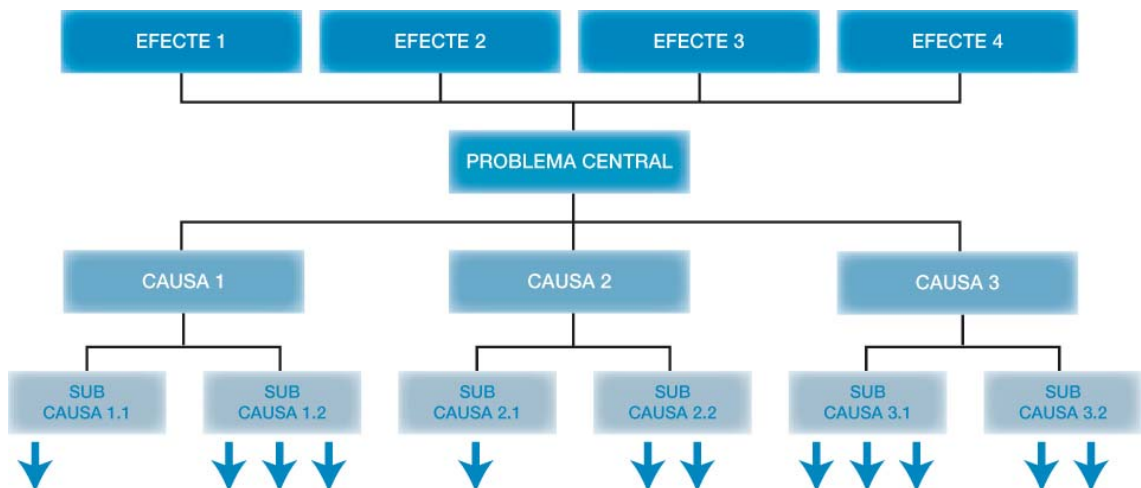 EFECTE 1
EFECTE 2
EFECTE 3
EFECTE 4
PROBLEMA CENTRAL
CAUSA 1
CAUSA 2
CAUSA 3
SUB
CAUSA 1.1
SUB
CAUSA 1.2
SUB
CAUSA 2.1
SUB
CAUSA 2.2
SUB
CAUSA 3.1
SUB
CAUSA 3.2